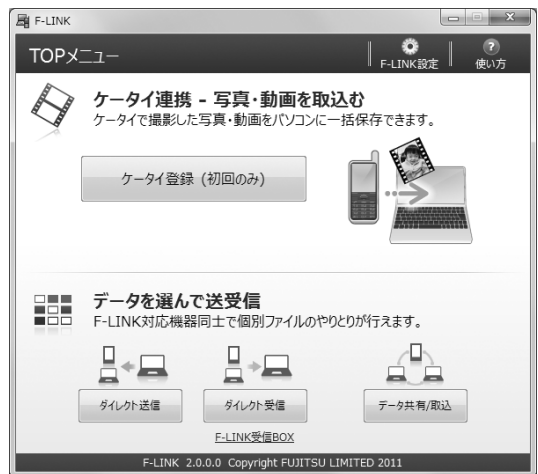 F-LINK
TOPメニュー
F-LINK設定
?
使い方
ケータイ連携 - 写真・動画を取込む
ケータイで撮影した写真・動画をパソコンに一括保存できます。
ケータイ登録 (初回のみ)
データを選んで送受信
F-LINK対応機器同士で個別ファイルのやりとりが行えます。
ダイレクト送信
ダイレクト受信
データ共有/取込
F-LINK受信BOX
F-LINK 2.0.0.0 Copyright FUJITSU LIMITED 2011